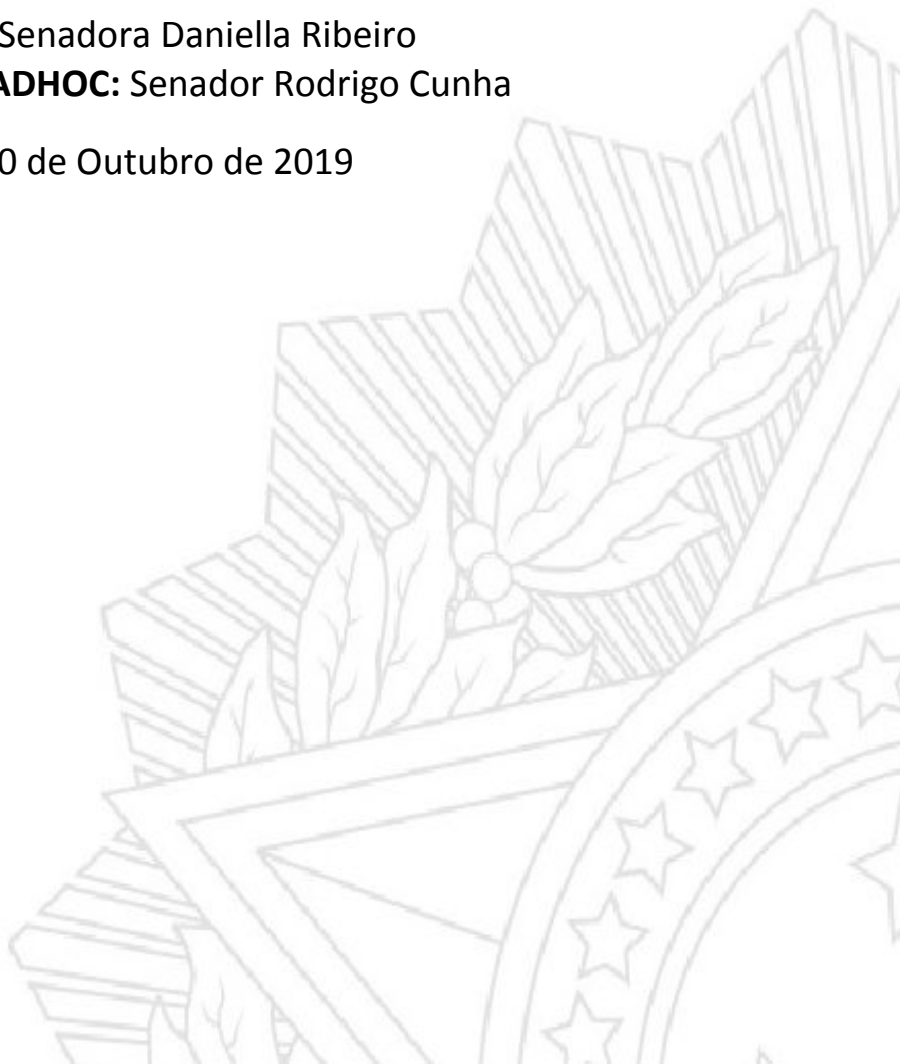 Senadora Daniella Ribeiro
ADHOC: Senador Rodrigo Cunha
0 de Outubro de 2019